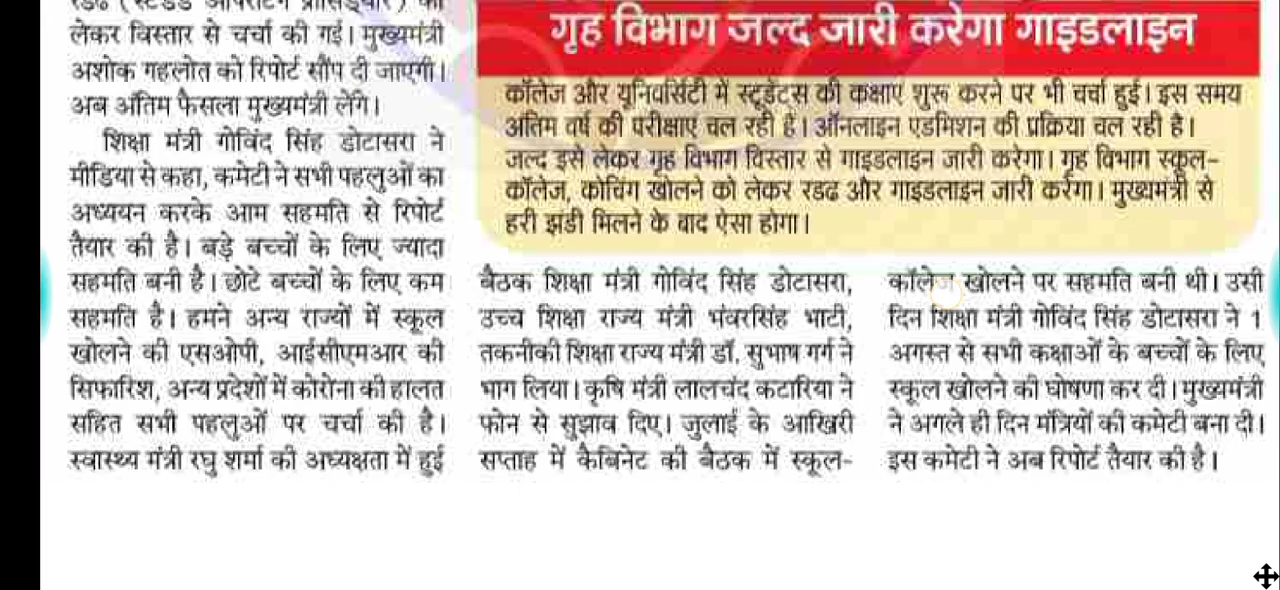 लेकर विस्तार से चर्चा की गई। मुख्यमंत्री
अशोक गहलोत को रिपोर्ट सौंप दी जाएगी।
अब अंतिम फैसला मुख्यमंत्री लेंगे।
शिक्षा मंत्री गोविंद सिंह डोटासरा ने
मीडिया से कहा, कमेटी ने सभी पहलुओं का
अध्ययन करके आम सहमति से रिपोर्ट
तैयार की है। बड़े बच्चों के लिए ज्यादा
सहमति बनी है। छोटे बच्चों के लिए कम
सहमति है। हमने अन्य राज्यों में स्कूल
खोलने की एसओपी, आईसीएमआर की
सिफारिश, अन्य प्रदेशों में कोरोना की हालत
सहित सभी पहलुओं पर चर्चा की है।
स्वास्थ्य मंत्री रघु शर्मा की अध्यक्षता में हुई
गृह विभाग जल्द जारी करेगा गाइडलाइन
कॉलेज और यूनिवर्सिटी में स्टूडेंटस की कक्षाएं शुरू करने पर भी चर्चा हुई। इस समय
अंतिम वर्ष की परीक्षाएं चल रही हैं। ऑनलाइन एडमिशन की प्रक्रिया चल रही है।
जल्द इसे लेकर गृह विभाग विस्तार से गाइडलाइन जारी करेगा। गृह विभाग स्कूल-
कॉलेज, कोचिंग खोलने को लेकर रडढ और गाइडलाइन जारी करेगा। मुख्यमंत्री से
हरी झंडी मिलने के बाद ऐसा होगा।
बैठक शिक्षा मंत्री गोविंद सिंह डोटासरा,
उच्च शिक्षा राज्य मंत्री भंवरसिंह भाटी,
तकनीकी शिक्षा राज्य मंत्री डॉ. सुभाष गर्ग ने
भाग लिया। कृषि मंत्री लालचंद कटारिया ने
फोन से सुझाव दिए। जुलाई के आखिरी
सप्ताह में कैबिनेट की बैठक में स्कूल-
कॉलेज खोलने पर सहमति बनी थी। उसी
दिन शिक्षा मंत्री गोविंद सिंह डोटासरा ने 1
अगस्त से सभी कक्षाओं के बच्चों के लिए
स्कूल खोलने की घोषणा कर दी। मुख्यमंत्री
ने अगले ही दिन मंत्रियों की कमेटी बना दी।
इस कमेटी ने अब रिपोर्ट तैयार की है।